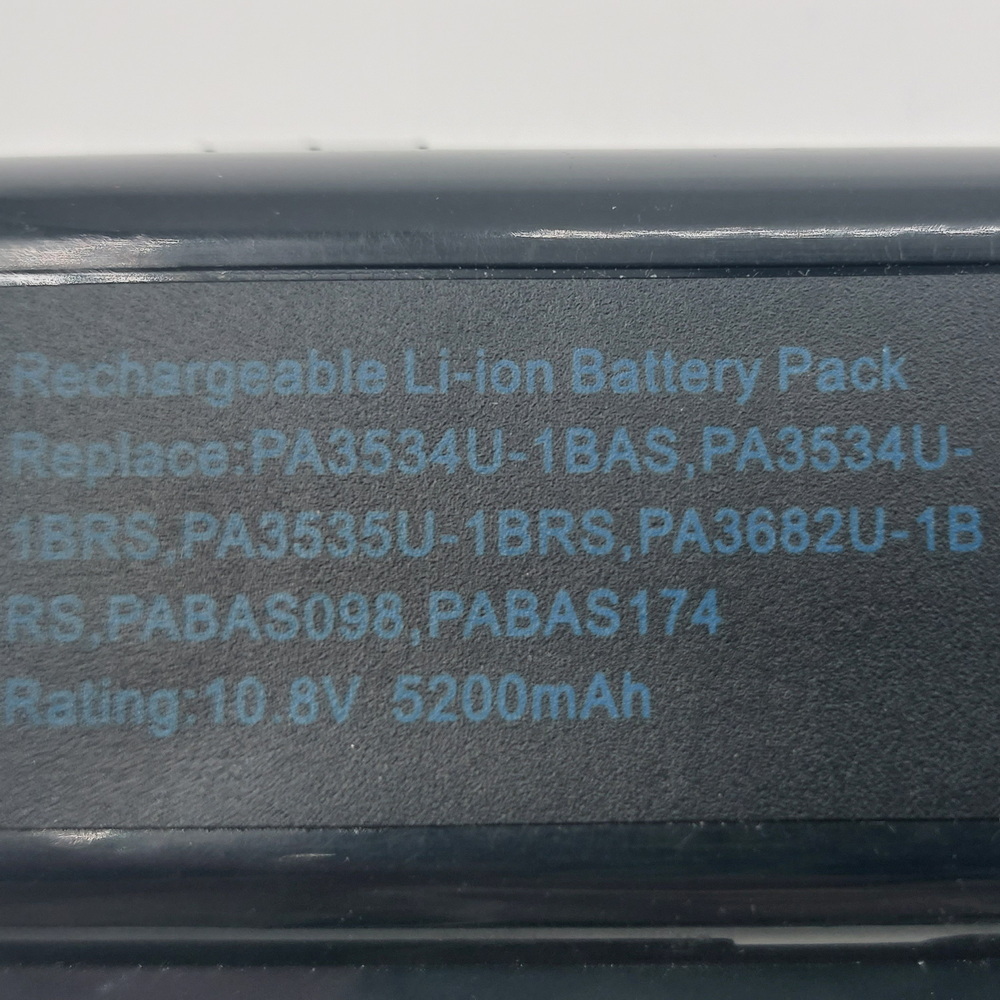 Rechargeable Li-ion Battery Pack
Replace:PA3534U-1BAS,PA3534U-
1BRS,PA3535U-1BRS,PA3682U-1B
RS,PABAS098,PABAS174
Rating:10.8V 5200mAh